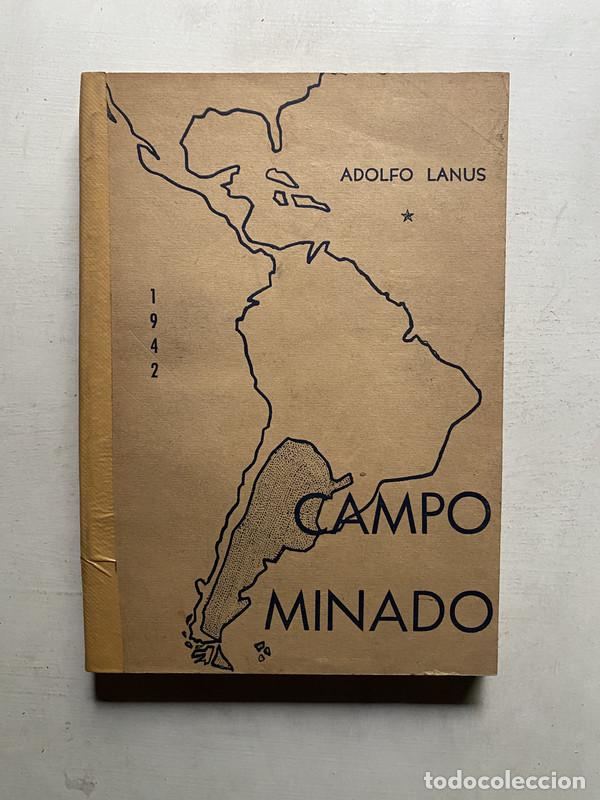 ADOLFO LANUS
1
9
4
2
CAMPO
MINADO
todocoleccion